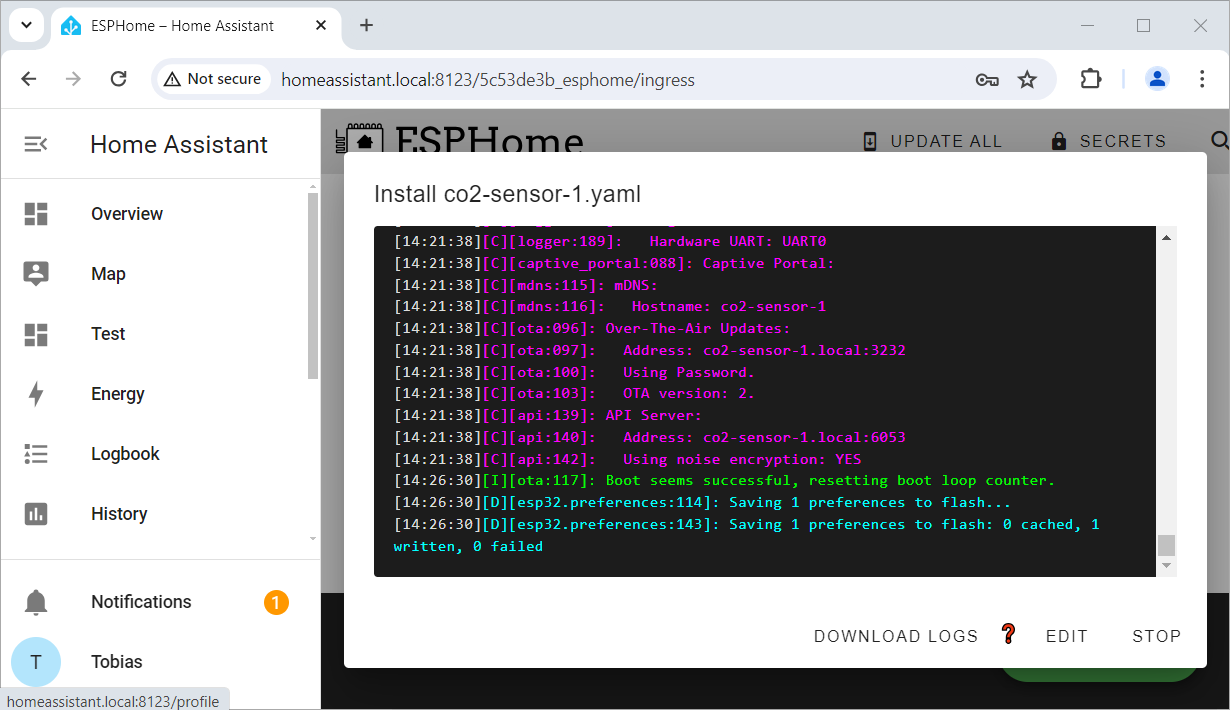 ESPHome – Home Assistant
Not secure
homeassistant.local:8123/5c53de3b_esphome/ingress
Home Assistant
Overview
Map
Test
Energy
Logbook
History
Notifications
1
T
Tobias
homeassistant.local:8123/profile
ESPHome
UPDATE ALL
SECRETS
Install co2-sensor-1.yaml
[14:21:38][C][logger:189]:   Hardware UART: UART0
[14:21:38][C][captive_portal:088]: Captive Portal:
[14:21:38][C][mdns:115]: mDNS:
[14:21:38][C][mdns:116]:   Hostname: co2-sensor-1
[14:21:38][C][ota:096]: Over-The-Air Updates:
[14:21:38][C][ota:097]:   Address: co2-sensor-1.local:3232
[14:21:38][C][ota:100]:   Using Password.
[14:21:38][C][ota:103]:   OTA version: 2.
[14:21:38][C][api:139]: API Server:
[14:21:38][C][api:140]:   Address: co2-sensor-1.local:6053
[14:21:38][C][api:142]:   Using noise encryption: YES
[14:26:30][I][ota:117]: Boot seems successful, resetting boot loop counter.
[14:26:30][D][esp32.preferences:114]: Saving 1 preferences to flash...
[14:26:30][D][esp32.preferences:143]: Saving 1 preferences to flash: 0 cached, 1
written, 0 failed
DOWNLOAD LOGS
EDIT
STOP